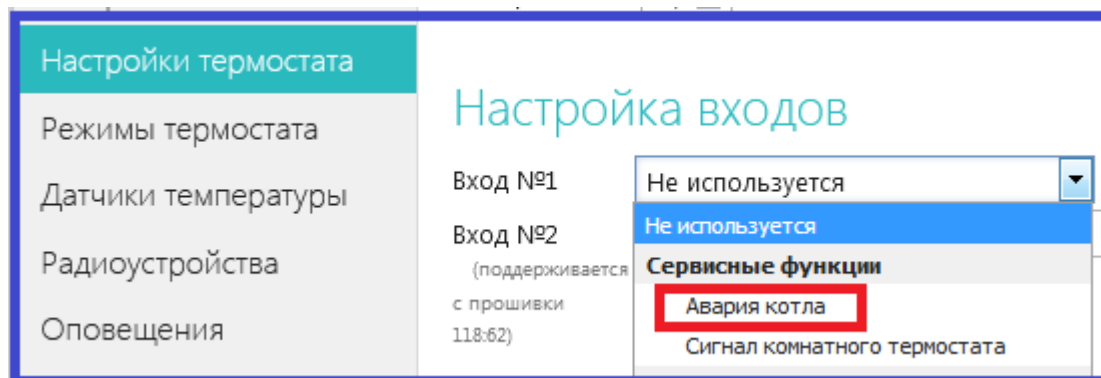 Настройки термостата
Режимы термостата
Датчики температуры
Радиоустройства
Оповещения
Настройка входов
Вход №1
Не используется
Вход №2
(поддерживается
с прошивки
118:62)
Не используется
Сервисные функции
Авария котла
Сигнал комнатного термостата